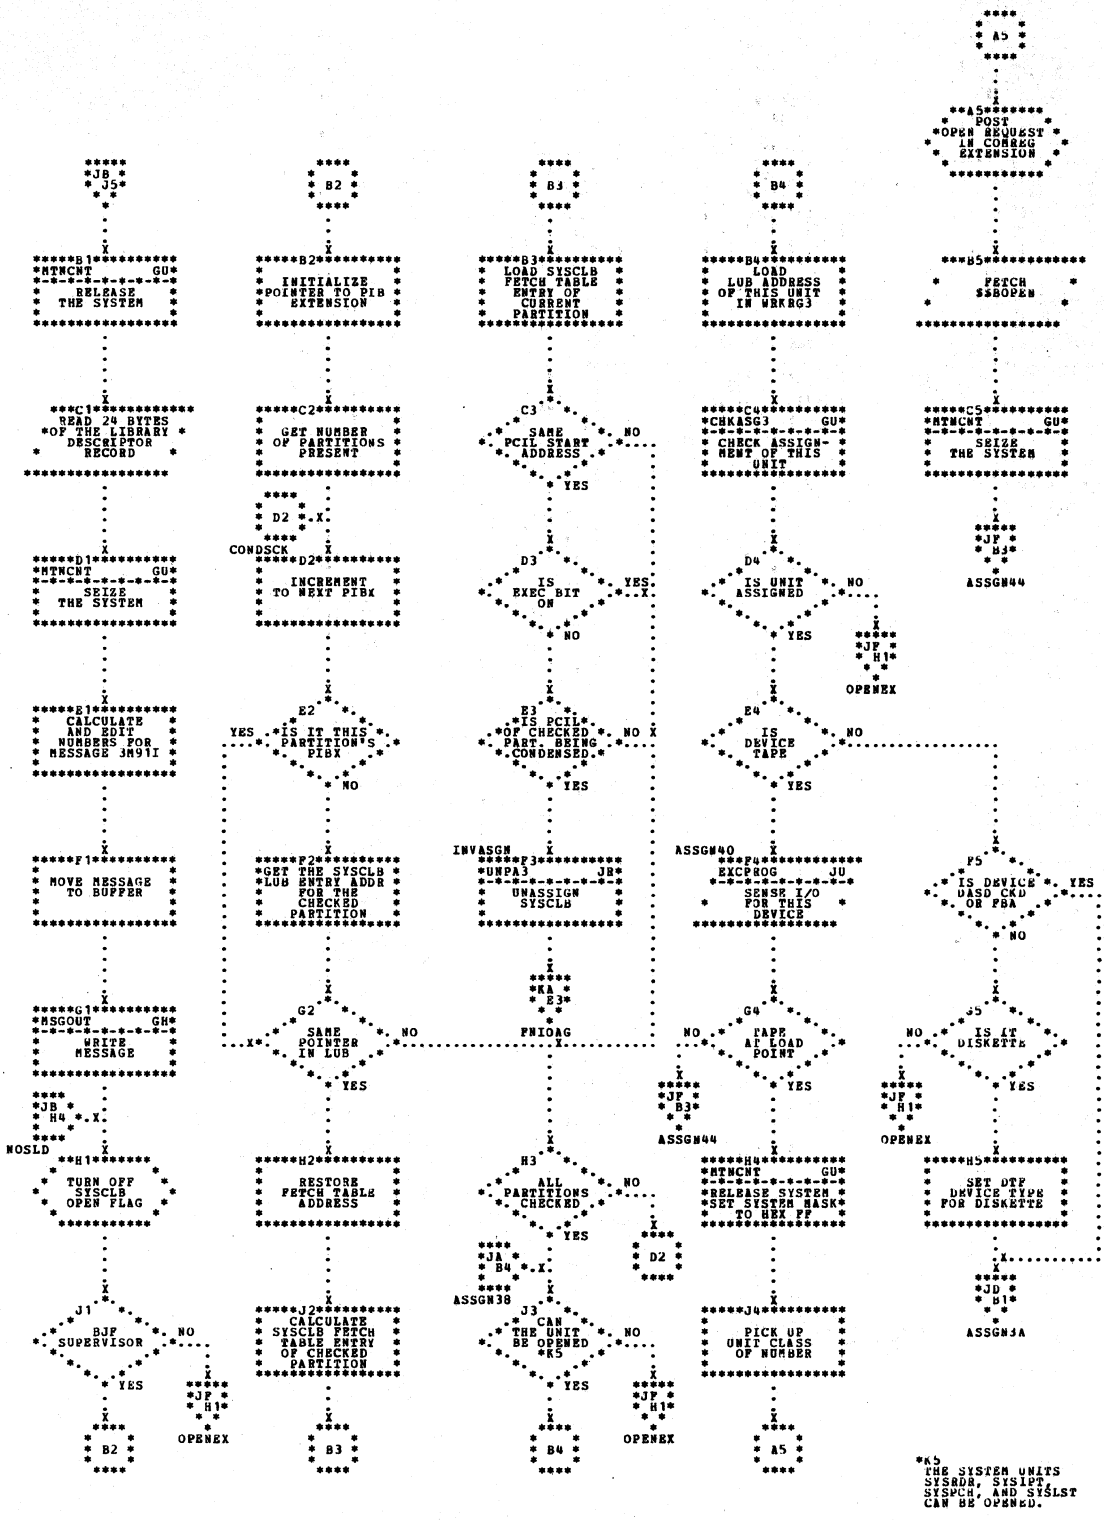 A5
A5
POST
OPEN REQUEST
IN COMREG
EXTENSION
JB
J5
B2
B3
B4
B1
MTNCNT GU
RELEASE
THE SYSTEM
B2
INITIALIZE
POINTER TO PIB
EXTENSION
B3
LOAD SYSCLB
FETCH TABLE
ENTRY OF
CURRENT
PARTITION
B4
LOAD
LUB ADDRESS
OF THIS UNIT
IN WRKRG3
B5
FETCH
$$BOPEN
C1
READ 24 BYTES
OF THE LIBRARY
DESCRIPTOR
RECORD
C2
GET NUMBER
OF PARTITIONS
PRESENT
C3
SAME
PCIL START
ADDRESS
NO
YES
C4
CHKASG3 GU
CHECK ASSIGN-
MENT OF THIS
UNIT
C5
MTNCNT GU
SEIZE
THE SYSTEM
D2
CONDSCK
JF
B3
ASSGN44
D1
MTNCNT GU
SEIZE
THE SYSTEM
D2
INCREMENT
TO NEXT PIBX
D3
IS
EXEC BIT
ON
YES
NO
D4
IS UNIT
ASSIGNED
NO
YES
JF
H1
OPENEX
E1
CALCULATE
AND EDIT
NUMBERS FOR
MESSAGE 3M91I
E2
IS IT THIS
PARTITION'S
PIBX
YES
NO
E3
IS PCIL
OF CHECKED
PART. BEING
CONDENSED.
NO
YES
E4
IS
DEVICE
TAPE
NO
YES
F1
MOVE MESSAGE
TO BUFFER
F2
GET THE SYSCLB
LUB ENTRY ADDR
FOR THE
CHECKED
PARTITION
INVASGN
F3
UNPA3 JR
UNASSIGN
SYSCLB
ASSGN40
F4
EXCPROG JU
SENSE I/O
FOR THIS
DEVICE
F5
IS DEVICE
DASD CKD
OR FBA
YES
NO
KA
E3
FNIOAG
G1
MSGOUT GH
WRITE
MESSAGE
G2
SAME
POINTER
IN LUB
NO
YES
G4
TAPE
AT LOAD
POINT
NO
YES
G5
IS IT
DISKETTE
NO
YES
JB
H4
NOSLD
JF
B3
ASSGN44
JF
H1
OPENEX
H1
TURN OFF
SYSCLB
OPEN FLAG
H2
RESTORE
FETCH TABLE
ADDRESS
H3
ALL
PARTITIONS
CHECKED
NO
YES
H4
MTNCNT GU
RELEASE SYSTEM
SET SYSTEM MASK
TO HEX FF
H5
SET DTF
DEVICE TYPE
FOR DISKETTE
JA
B4
ASSGN38
D2
JD
B1
ASSGN3A
J1
BJF
SUPERVISOR
NO
YES
J2
CALCULATE
SYSCLB FETCH
TABLE ENTRY
OF CHECKED
PARTITION
J3
CAN
THE UNIT
BE OPENED
*K5
NO
YES
J4
PICK UP
UNIT CLASS
OF NUMBER
JF
H1
OPENEX
JF
H1
OPENEX
B2
B3
B4
A5
*K5
THE SYSTEM UNITS
SYSRDR, SYSIPT,
SYSPCH, AND SYSLST
CAN BE OPENED.